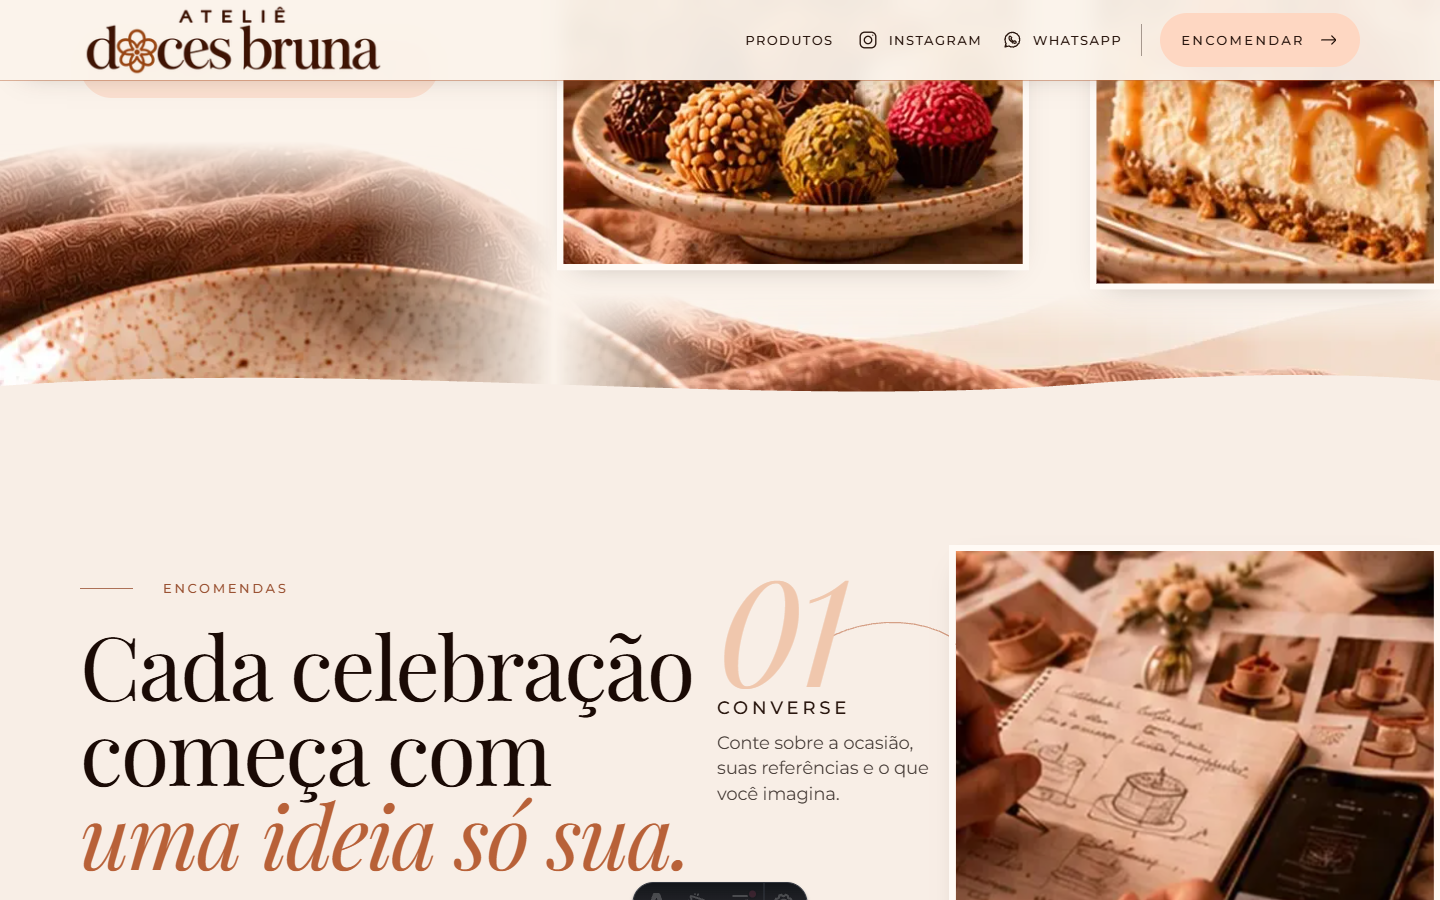 ATELIÊ
doces bruna
PRODUTOS
INSTAGRAM
WHATSAPP
ENCOMENDAR
ENCOMENDAS
Cada celebração
começa com
uma ideia só sua.
01
CONVERSE
Conte sobre a ocasião,
suas referências e o que
você imagina.